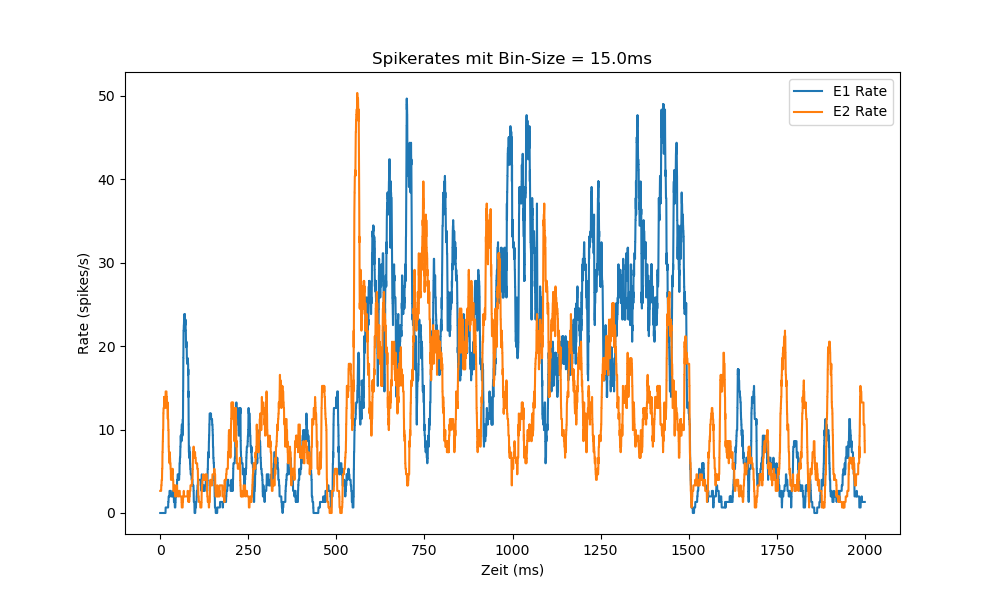 Spikerates mit Bin-Size = 15.0ms
E1 Rate
E2 Rate
50
40
30
20
10
0
Rate (spikes/s)
0 250 500 750 1000 1250 1500 1750 2000
Zeit (ms)